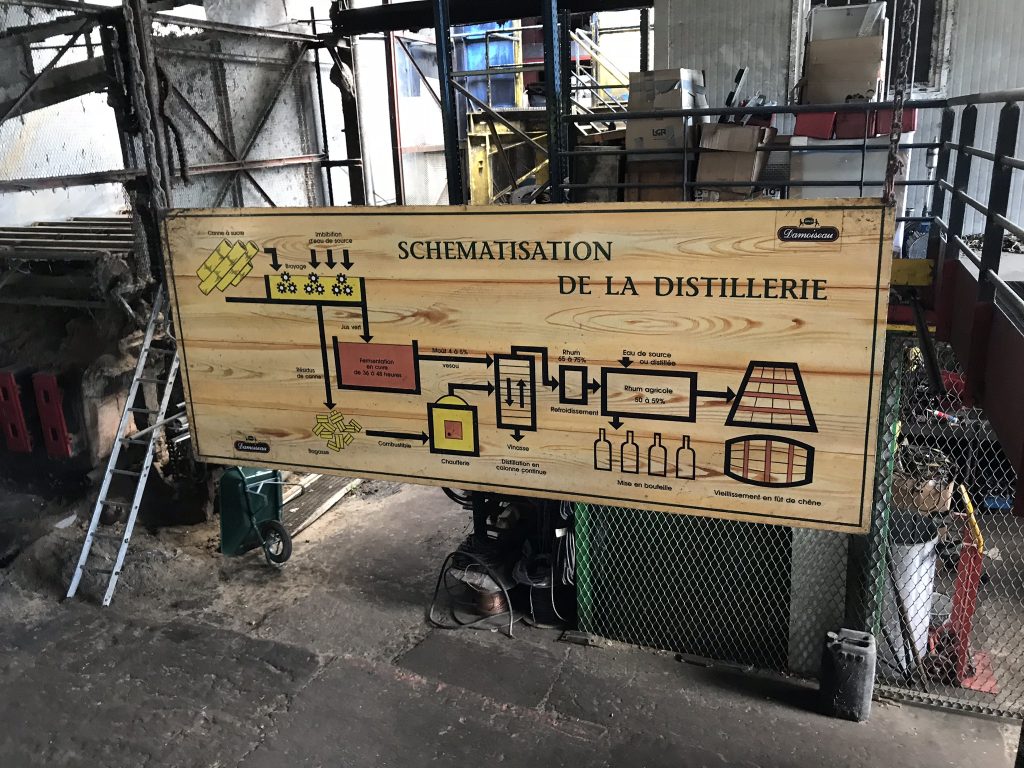 SCHEMATISATION
DE LA DISTILLERIE
Damoiseau
Canne à sucre
Imbibition
d'eau de source
Broyage
Jus vert
Résidus
de canne
Fermentation
en cuve
de 36 à 48 heures
Moût 4 à 5%
vesou
Rhum
65 à 75%
Eau de source
ou distillée
Rhum agricole
50 à 59%
Refroidissement
Bagasse
Combustible
Chaufferie
Vinasse
Distillation en
colonne continue
Mise en bouteille
Vieillissement en fût de chêne
Damoiseau